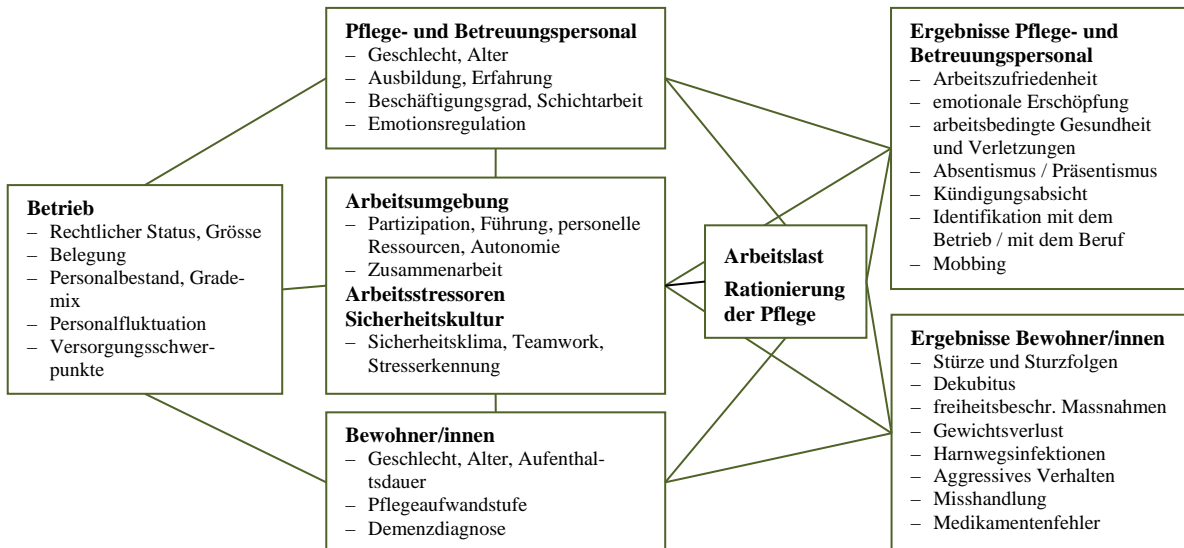 Pflege- und Betreuungspersonal
– Geschlecht, Alter
– Ausbildung, Erfahrung
– Beschäftigungsgrad, Schichtarbeit
– Emotionsregulation
Betrieb
– Rechtlicher Status, Grösse
– Belegung
– Personalbestand, Grade-
mix
– Personalfluktuation
– Versorgungsschwer-
punkte
Arbeitsumgebung
– Partizipation, Führung, personelle
Ressourcen, Autonomie
– Zusammenarbeit
Arbeitsstressoren
Sicherheitskultur
– Sicherheitsklima, Teamwork,
Stresserkennung
Bewohner/innen
– Geschlecht, Alter, Aufenthal-
tsdauer
– Pflegeaufwandstufe
– Demenzdiagnose
Arbeitslast
Rationierung
der Pflege
Ergebnisse Pflege- und
Betreuungspersonal
– Arbeitszufriedenheit
– emotionale Erschöpfung
– arbeitsbedingte Gesundheit
und Verletzungen
– Absentismus / Präsentismus
– Kündigungsabsicht
– Identifikation mit dem
Betrieb / mit dem Beruf
– Mobbing
Ergebnisse Bewohner/innen
– Stürze und Sturzfolgen
– Dekubitus
– freiheitsbeschr. Massnahmen
– Gewichtsverlust
– Harnwegsinfektionen
– Aggressives Verhalten
– Misshandlung
– Medikamentenfehler